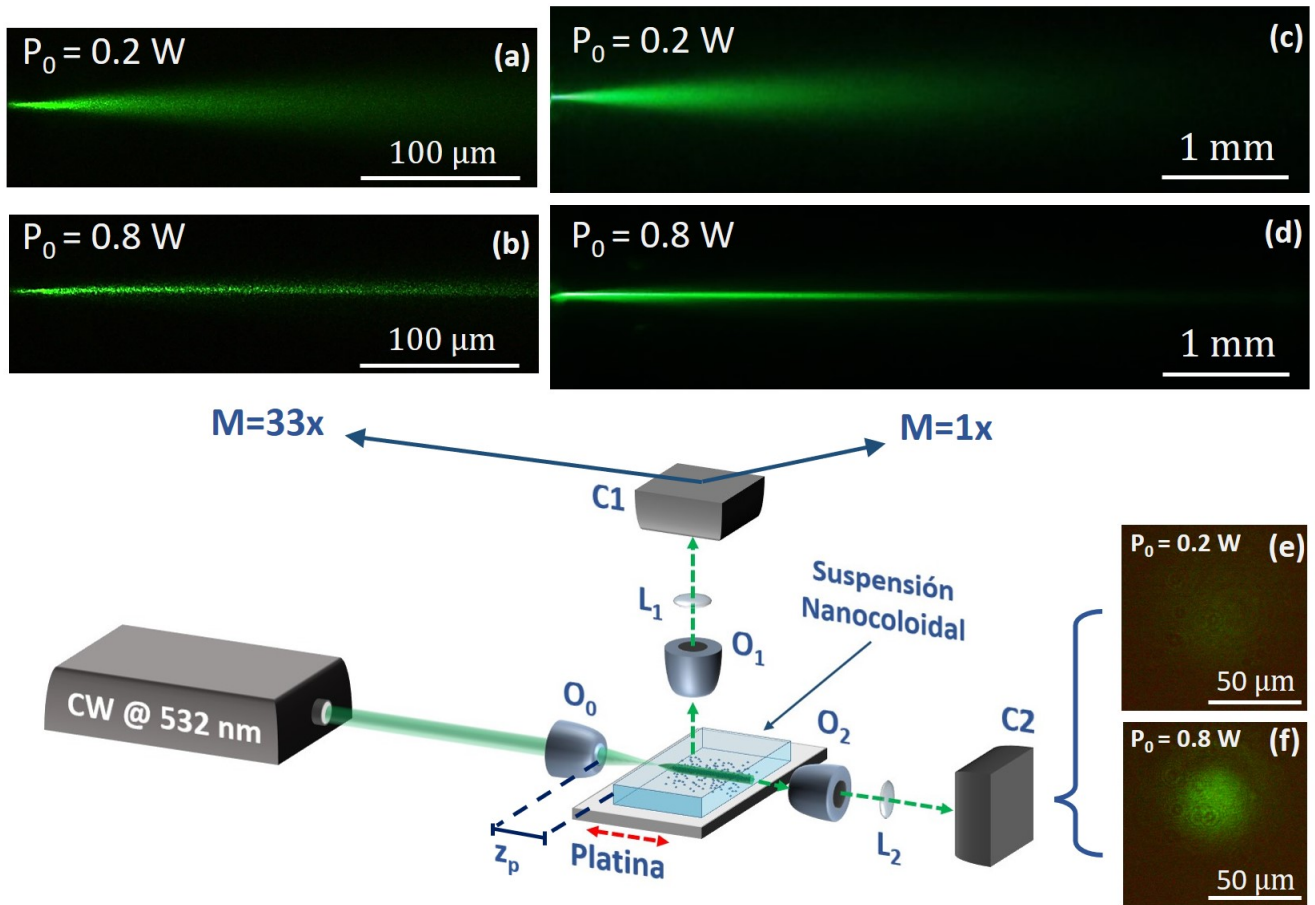 P₀ = 0.2 W
(a)
100 μm
P₀ = 0.2 W
(c)
1 mm
P₀ = 0.8 W
(b)
100 μm
P₀ = 0.8 W
(d)
1 mm
M=33x
M=1x
C1
L₁
O₁
Suspensión
Nanocoloidal
CW @ 532 nm
O₀
O₂
C2
L₂
zₚ
Platina
P₀ = 0.2 W
(e)
50 μm
P₀ = 0.8 W
(f)
50 μm